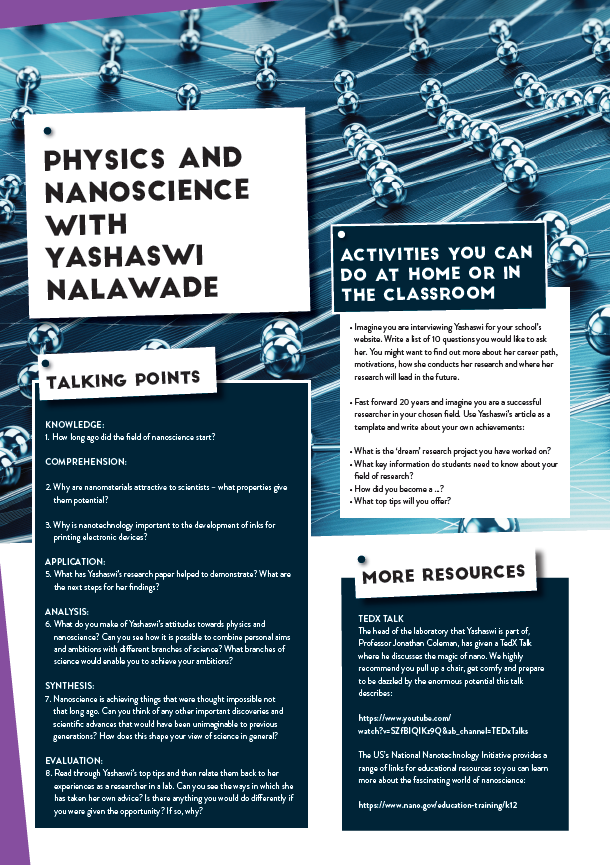 PHYSICS AND
NANOSCIENCE
WITH
YASHASWI
NALAWADE
TALKING POINTS
KNOWLEDGE:
1. How long ago did the field of nanoscience start?
COMPREHENSION:
2. Why are nanomaterials attractive to scientists – what properties give
them potential?
3. Why is nanotechnology important to the development of inks for
printing electronic devices?
APPLICATION:
5. What has Yashaswi's research paper helped to demonstrate? What are
the next steps for her findings?
ANALYSIS:
6. What do you make of Yashaswi's attitudes towards physics and
nanoscience? Can you see how it is possible to combine personal aims
and ambitions with different branches of science? What branches of
science would enable you to achieve your ambitions?
SYNTHESIS:
7. Nanoscience is achieving things that were thought impossible not
that long ago. Can you think of any other important discoveries and
scientific advances that would have been unimaginable to previous
generations? How does this shape your view of science in general?
EVALUATION:
8. Read through Yashaswi's top tips and then relate them back to her
experiences as a researcher in a lab. Can you see the ways in which she
has taken her own advice? Is there anything you would do differently if
you were given the opportunity? If so, why?
ACTIVITIES YOU CAN
DO AT HOME OR IN
THE CLASSROOM
• Imagine you are interviewing Yashaswi for your school's
website. Write a list of 10 questions you would like to ask
her. You might want to find out more about her career path,
motivations, how she conducts her research and where her
research will lead in the future.
• Fast forward 20 years and imagine you are a successful
researcher in your chosen field. Use Yashaswi's article as a
template and write about your own achievements:
• What is the 'dream' research project you have worked on?
• What key information do students need to know about your
field of research?
• How did you become a ...?
• What top tips will you offer?
MORE RESOURCES
TEDX TALK
The head of the laboratory that Yashaswi is part of,
Professor Jonathan Coleman, has given a TedX Talk
where he discusses the magic of nano. We highly
recommend you pull up a chair, get comfy and prepare
to be dazzled by the enormous potential this talk
describes:
https://www.youtube.com/
watch?v=SZfBIQIKz9Q&ab_channel=TEDxTalks
The US's National Nanotechnology Initiative provides a
range of links for educational resources so you can learn
more about the fascinating world of nanoscience:
https://www.nano.gov/education-training/k12